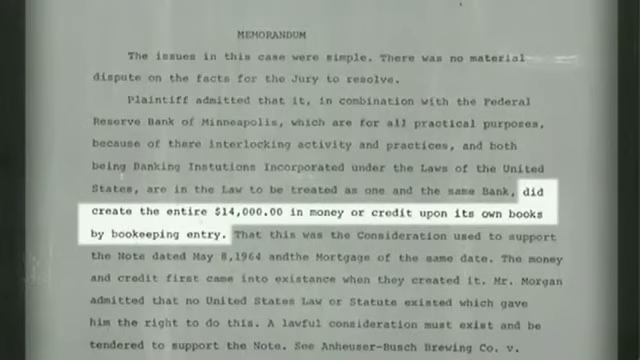 MEMORANDUM
The issues in this case were simple. There was no material
dispute on the facts for the Jury to resolve.
Plaintiff admitted that it, in combination with the Federal
Reserve Bank of Minneapolis, which are for all practical purposes,
because of there interlocking activity and practices, and both
being Banking Instutions Incorporated under the Laws of the United
States, are in the Law to be treated as one and the same Bank, did
create the entire $14,000.00 in money or credit upon its own books
by bookeeping entry. That this was the Consideration used to support
the Note dated May 8,1964 andthe Mortgage of the same date. The money
and credit first came into existance when they created it. Mr. Morgan
admitted that no United States Law or Statute existed which gave
him the right to do this. A lawful consideration must exist and be
tendered to support the Note. See Anheuser-Busch Brewing Co. v.